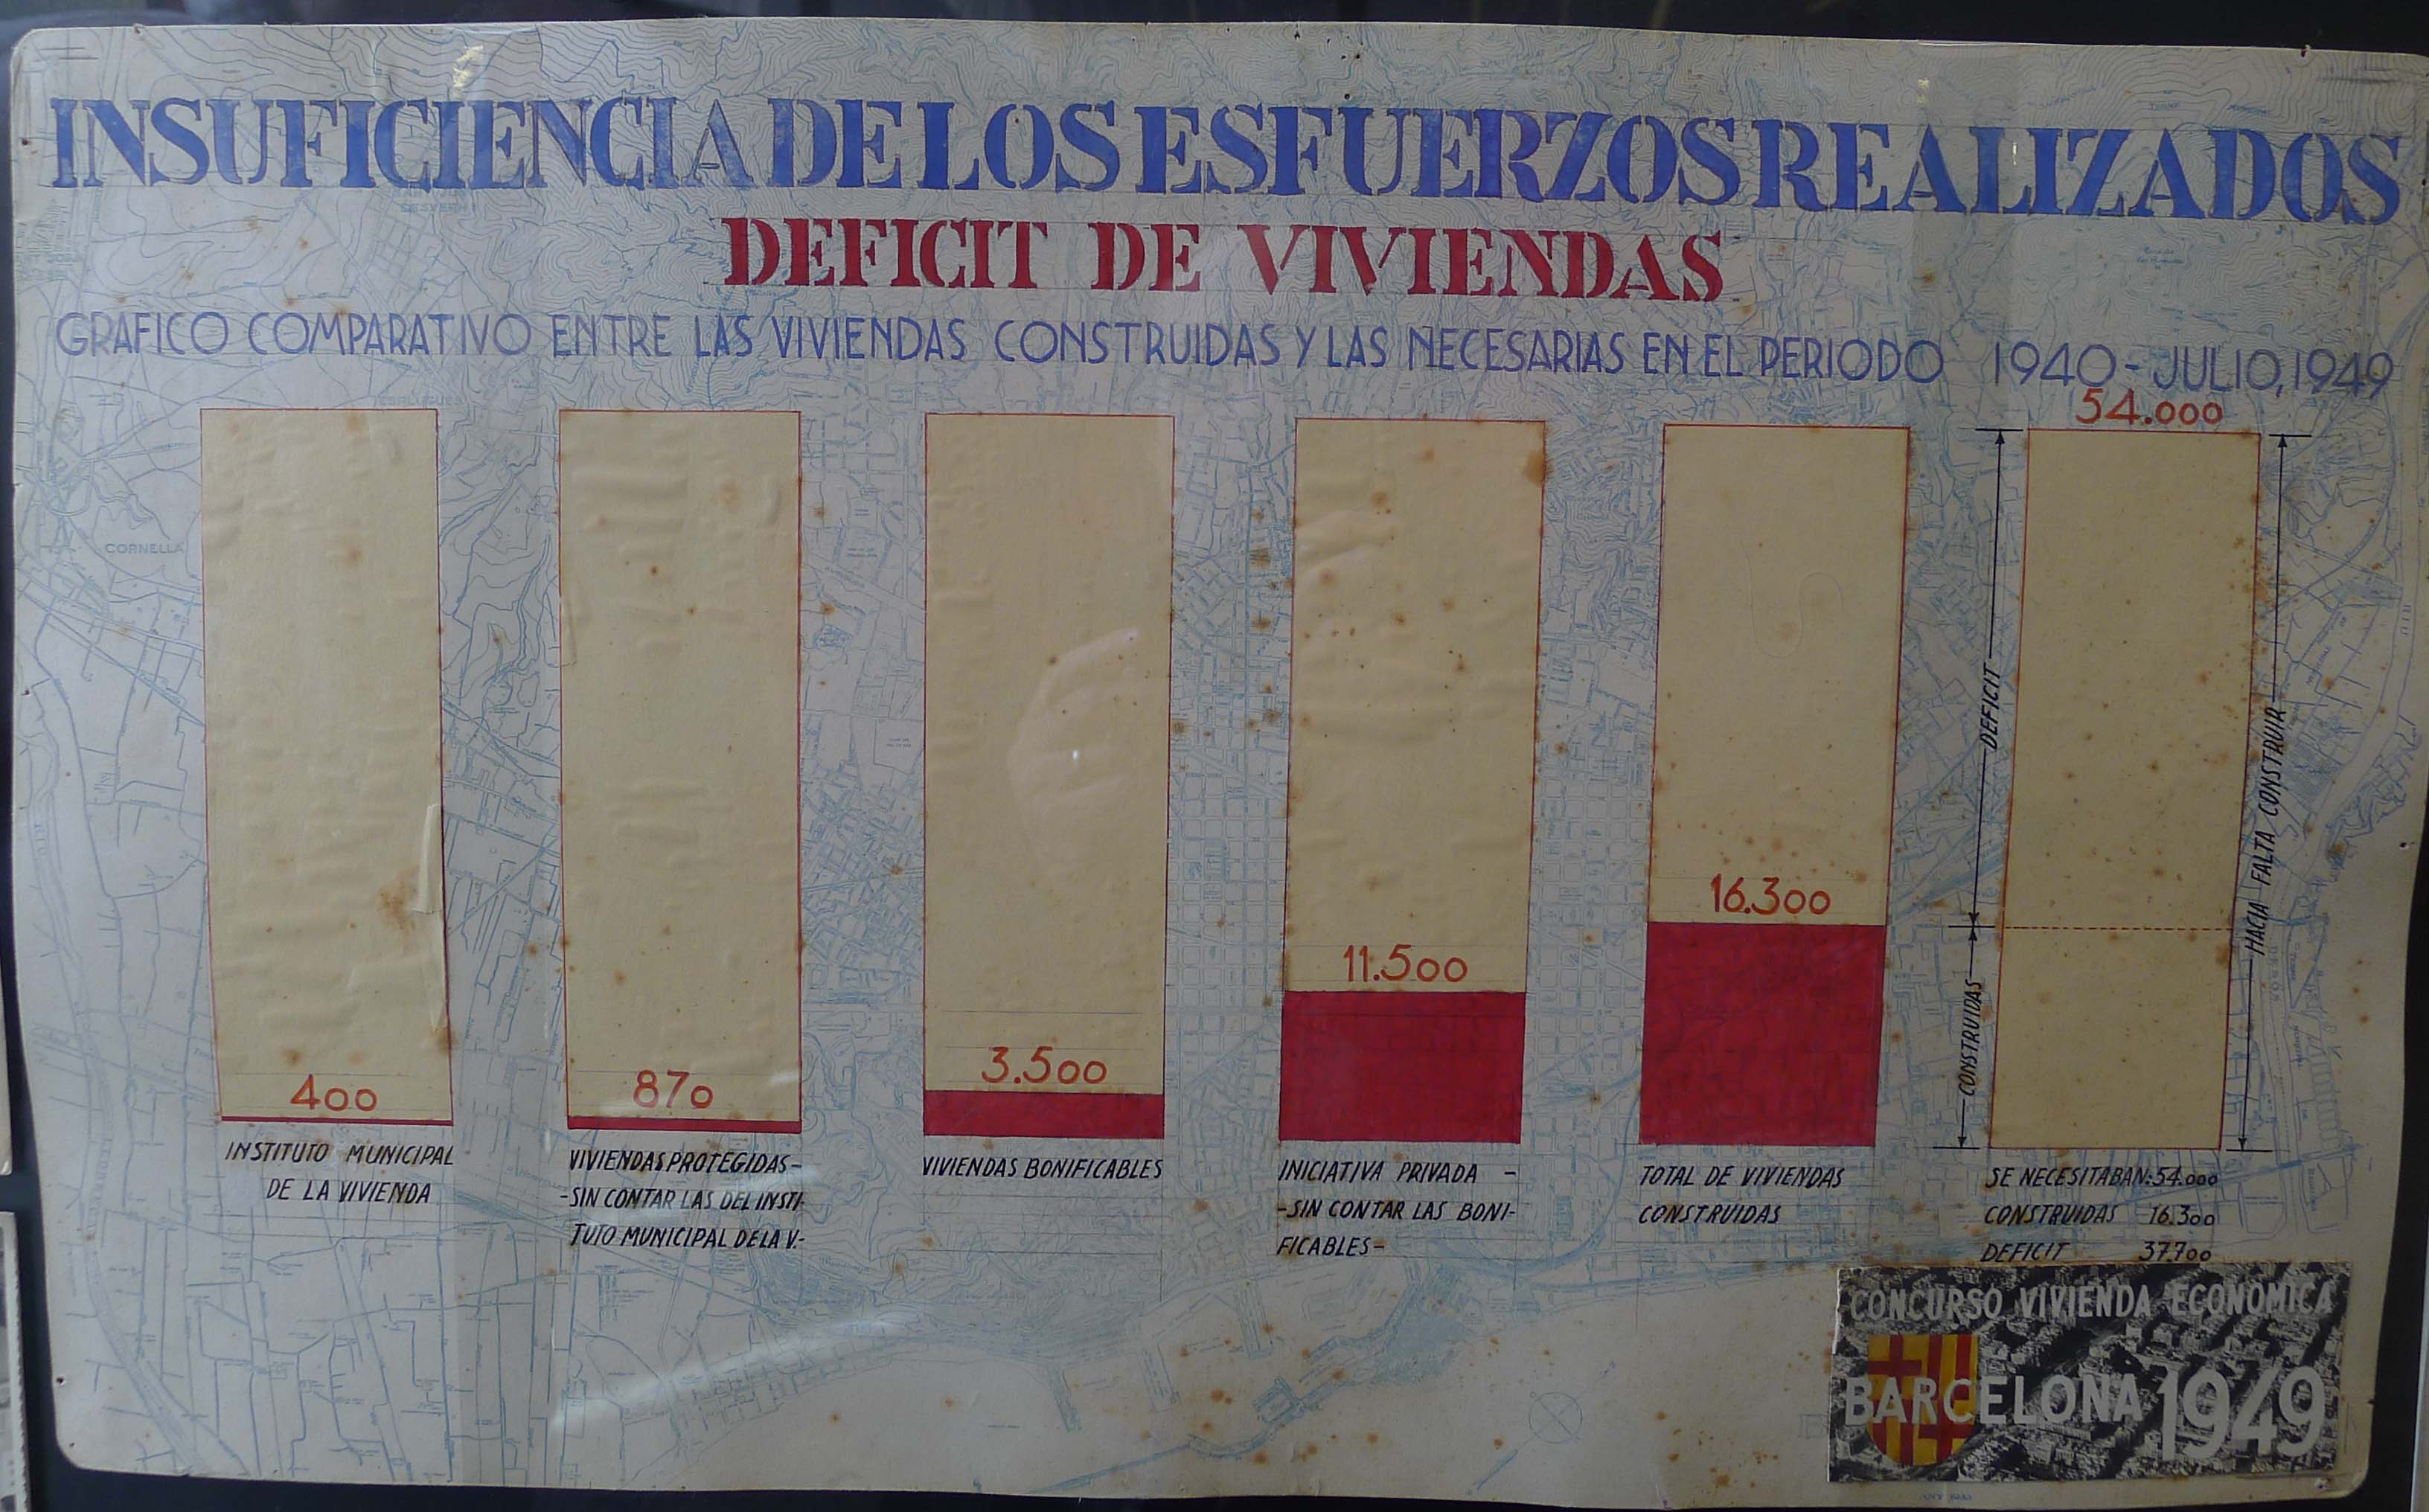 INSUFICIENCIA DE LOS ESFUERZOS REALIZADOS
DEFICIT DE VIVIENDAS
GRAFICO COMPARATIVO ENTRE LAS VIVIENDAS CONSTRUIDAS Y LAS NECESARIAS EN EL PERIODO 1940-JULIO, 1949
54.000
CORNELLA
DEFICIT
CONSTRUIDAS
HACIA FALTA CONSTRUIR
400
870
3.500
11.500
16.300
INSTITUTO MUNICIPAL
DE LA VIVIENDA
VIVIENDAS PROTEGIDAS-
-SIN CONTAR LAS DEL INSTI-
TUTO MUNICIPAL DE LA V.-
VIVIENDAS BONIFICABLES
INICIATIVA PRIVADA -
-SIN CONTAR LAS BONI-
FICABLES-
TOTAL DE VIVIENDAS
CONSTRUIDAS
SE NECESITABAN: 54.000
CONSTRUIDAS 16.300
DEFICIT 37.700
CONCURSO VIVIENDA ECONOMICA
BARCELONA 1949